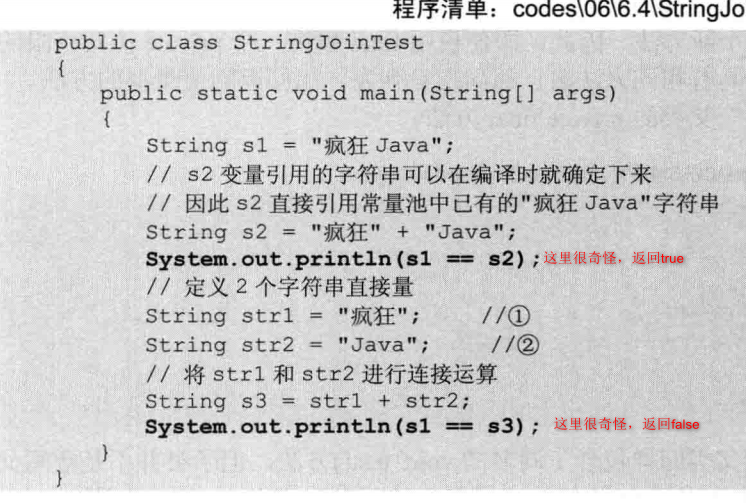 程序清单：codes\06\6.4\StringJo
public class StringJoinTest
{
public static void main(String[] args)
{
String s1 = "疯狂 Java";
// s2 变量引用的字符串可以在编译时就确定下来
// 因此 s2 直接引用常量池中已有的"疯狂 Java"字符串
String s2 = "疯狂" + "Java";
System.out.println(s1 == s2); 这里很奇怪，返回true
// 定义 2 个字符串直接量
String str1 = "疯狂"; //①
String str2 = "Java"; //②
// 将 str1 和 str2 进行连接运算
String s3 = str1 + str2;
System.out.println(s1 == s3); 这里很奇怪，返回false
}
}